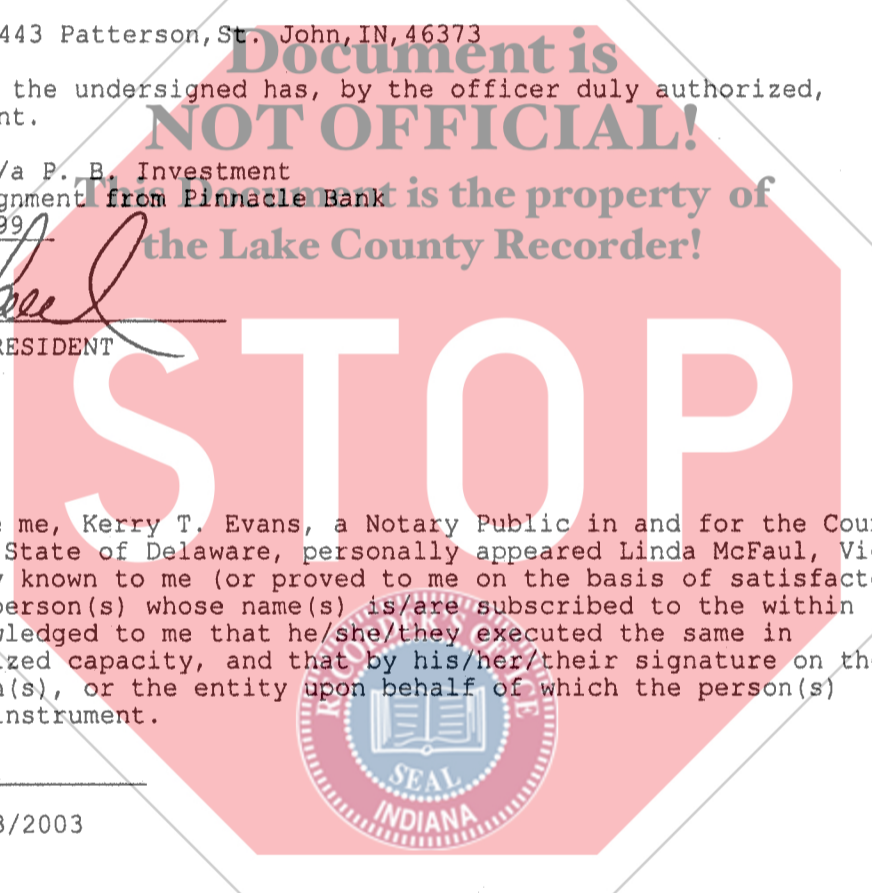 443 Patterson,St. John,IN,46373
Document is
the undersigned has, by the officer duly authorized,
nt.
NOT OFFICIAL!
/a P. B. Investment
gnment from Pinnacle Bank
This Document is the property of
99
the Lake County Recorder!
RESIDENT
STOP
e me, Kerry T. Evans, a Notary Public in and for the Cou
State of Delaware, personally appeared Linda McFaul, Vi
y known to me (or proved to me on the basis of satisfact
person(s) whose name(s) is/are subscribed to the within
wledged to me that he/she/they executed the same in
ized capacity, and that by his/her/their signature on th
n(s), or the entity upon behalf of which the person(s)
instrument.
RECORDER'S OFFICE
SEAL
INDIANA
3/2003